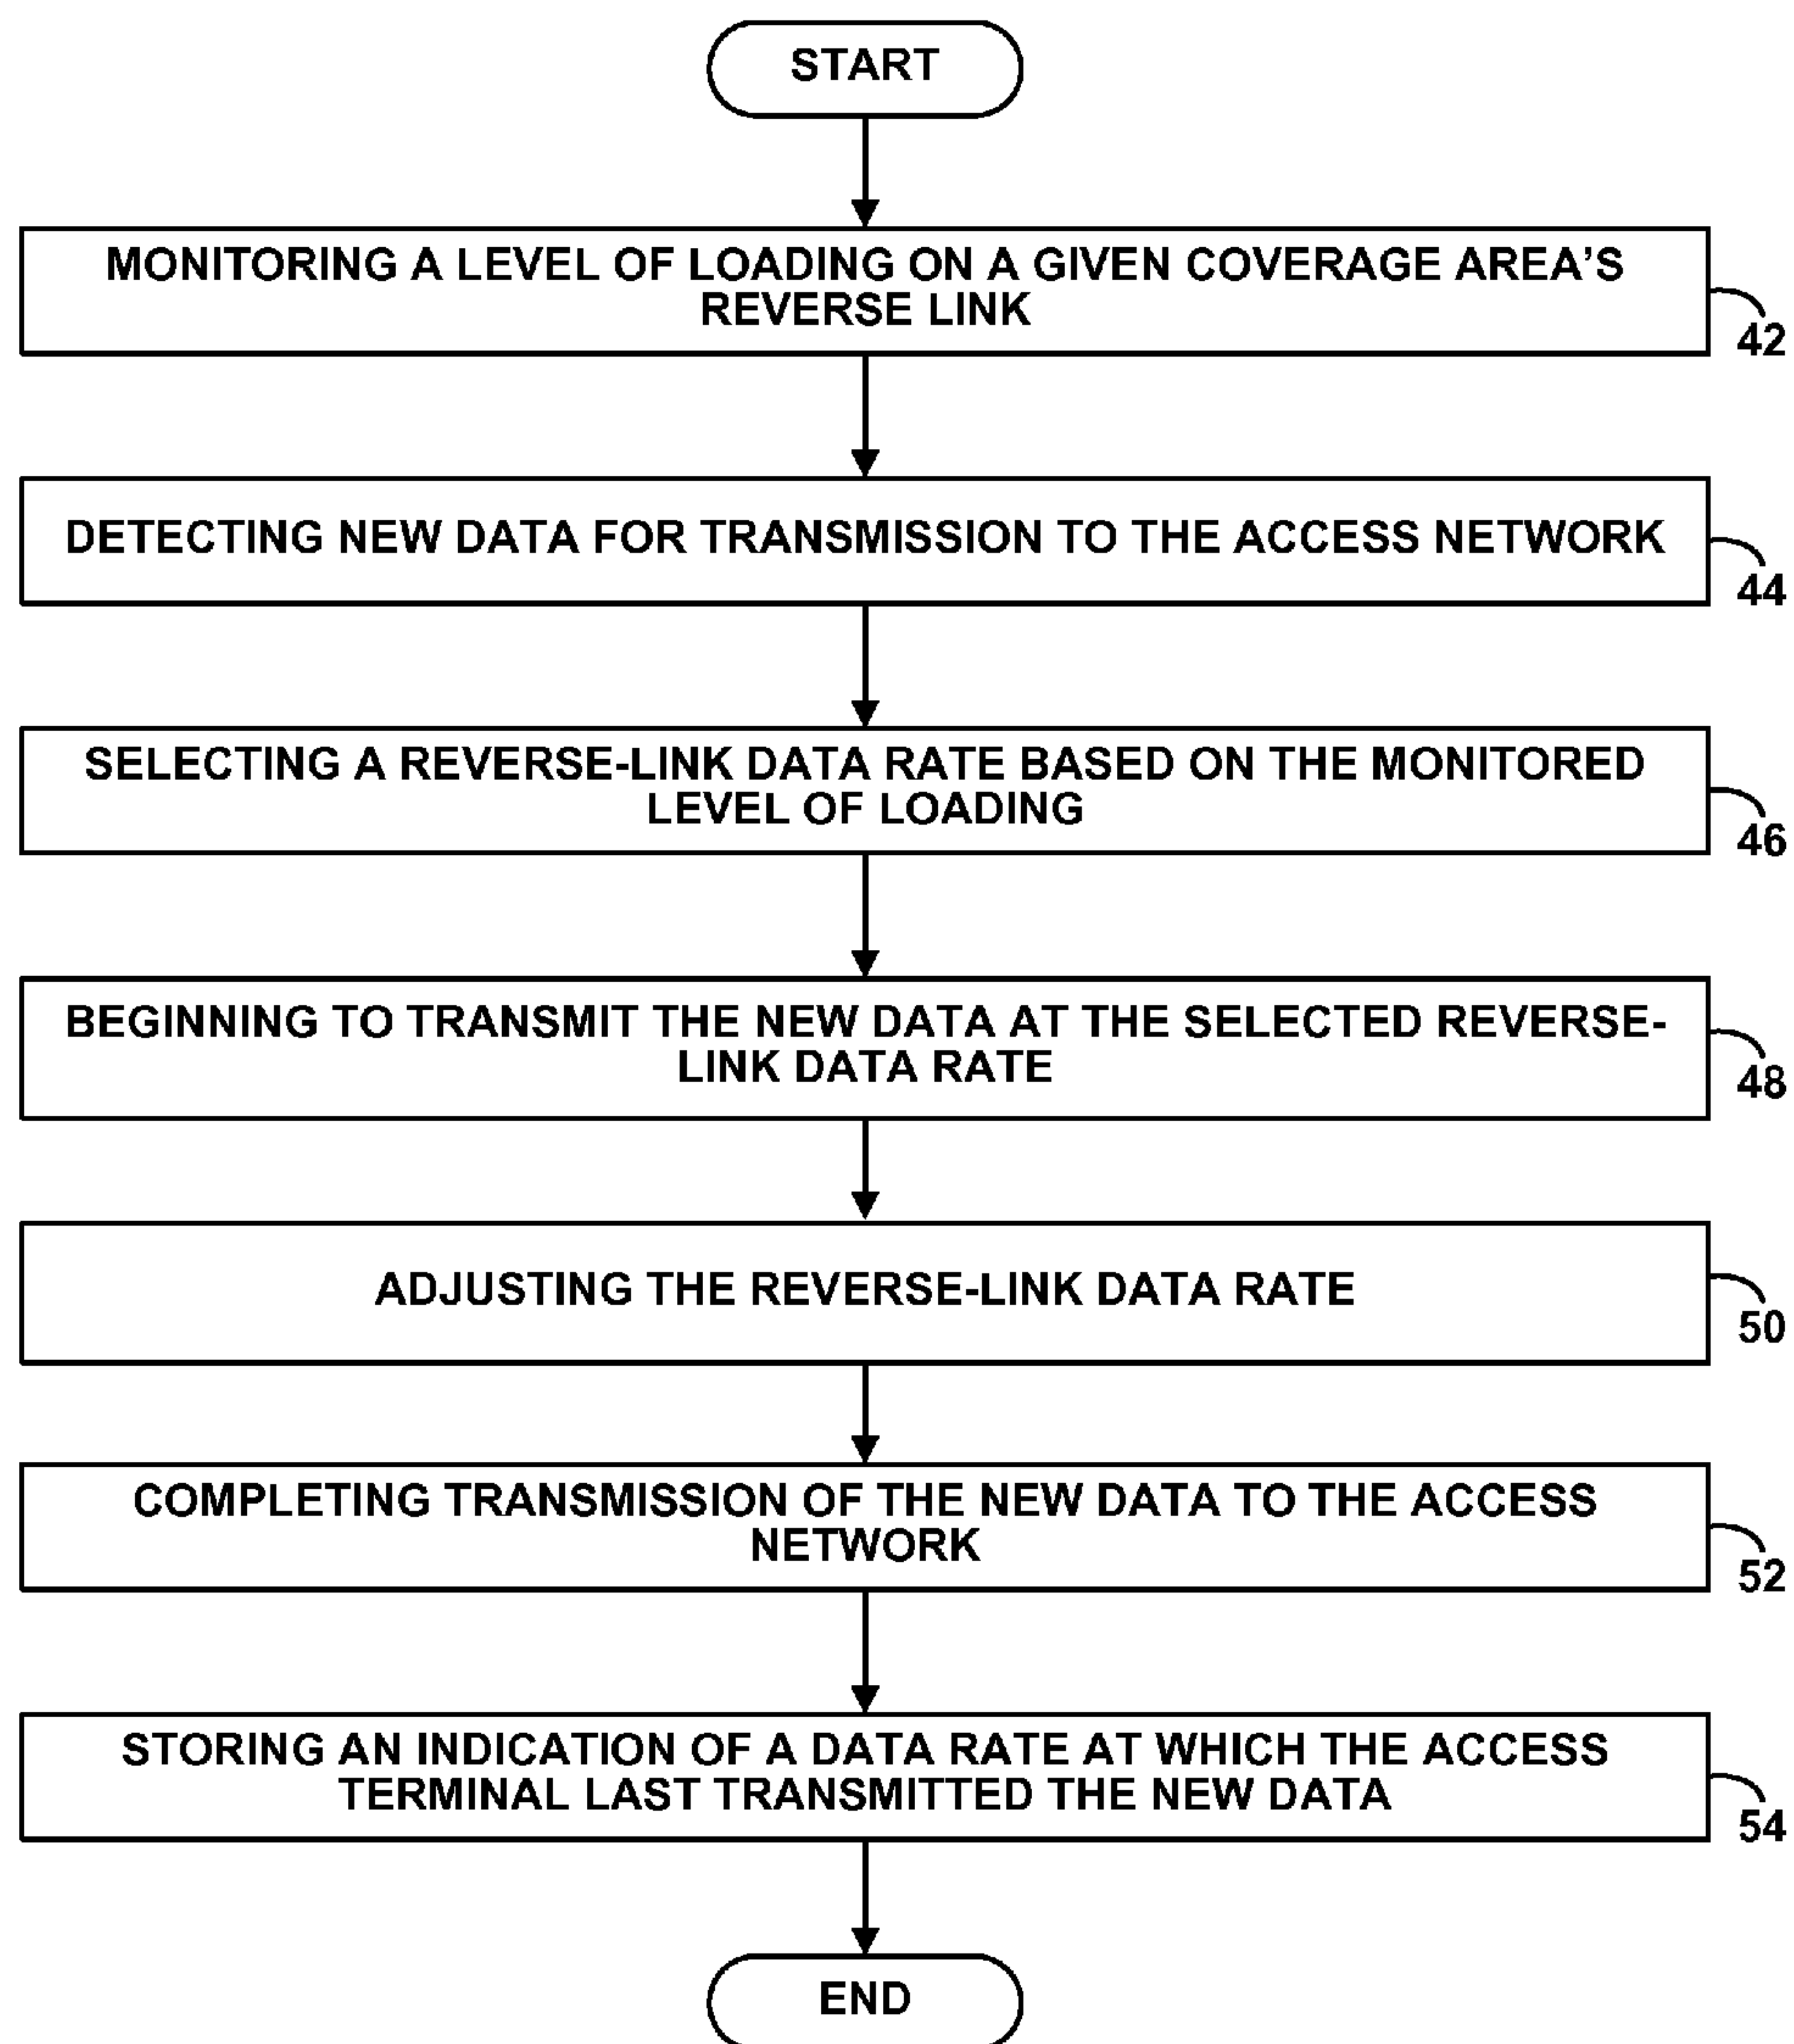 START
MONITORING A LEVEL OF LOADING ON A GIVEN COVERAGE AREA’S
REVERSE LINK
42
DETECTING NEW DATA FOR TRANSMISSION TO THE ACCESS NETWORK
44
SELECTING A REVERSE-LINK DATA RATE BASED ON THE MONITORED
LEVEL OF LOADING
46
BEGINNING TO TRANSMIT THE NEW DATA AT THE SELECTED REVERSE-
LINK DATA RATE
48
ADJUSTING THE REVERSE-LINK DATA RATE
50
COMPLETING TRANSMISSION OF THE NEW DATA TO THE ACCESS
NETWORK
52
STORING AN INDICATION OF A DATA RATE AT WHICH THE ACCESS
TERMINAL LAST TRANSMITTED THE NEW DATA
54
END